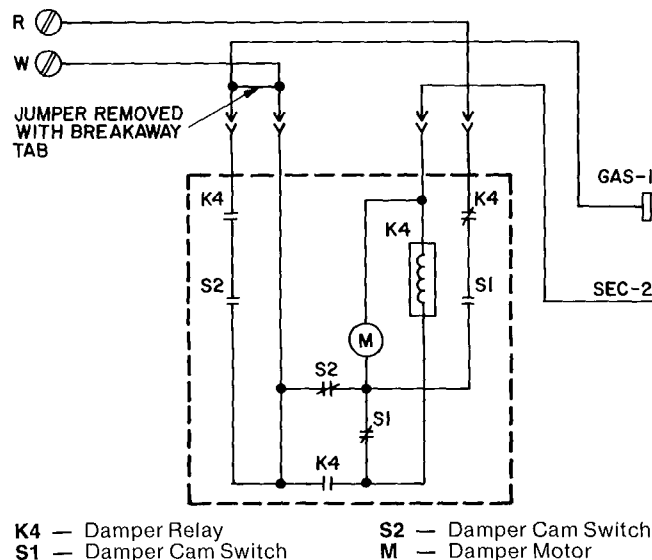 R
W
JUMPER REMOVED
WITH BREAKAWAY
TAB
GAS-1
K4
K4
K4
S2
S1
SEC-2
M
S2
S1
K4
K4 — Damper Relay
S1 — Damper Cam Switch
S2 — Damper Cam Switch
M — Damper Motor